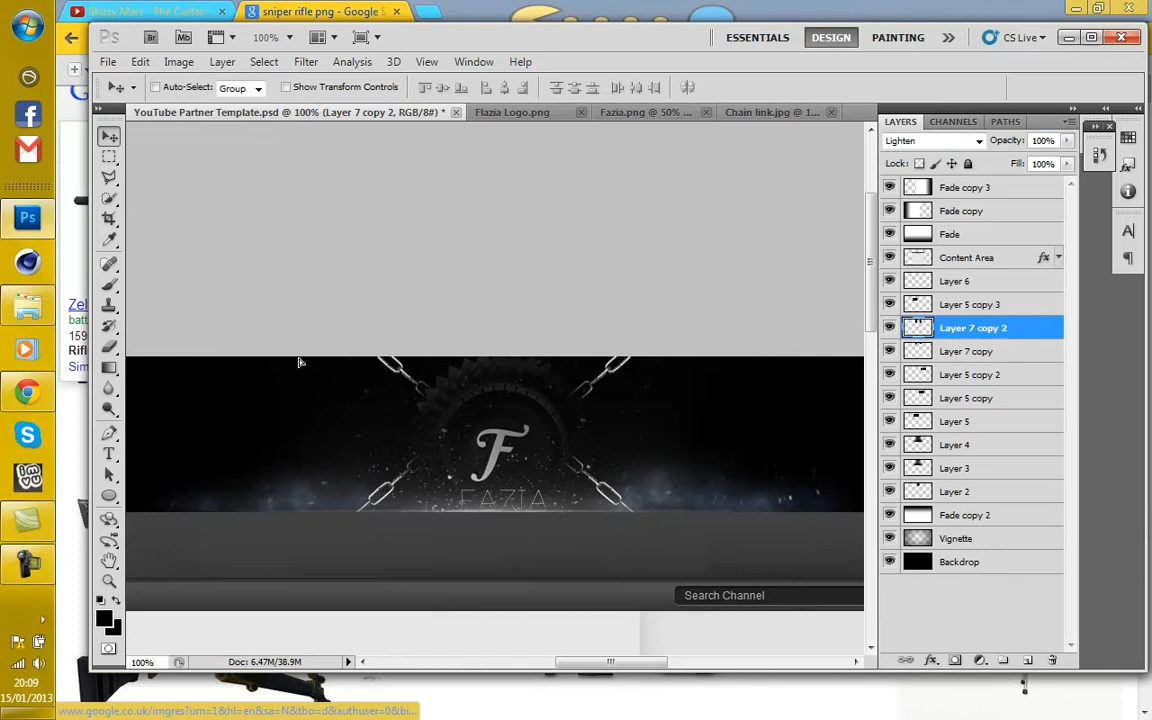 Skizzy Mars - The Curtain
sniper rifle png - Google S
Ps Br Mb 100% ESSENTIALS DESIGN PAINTING CS Live
File Edit Image Layer Select Filter Analysis 3D View Window Help
Auto-Select: Group Show Transform Controls
YouTube Partner Template.psd @ 100% (Layer 7 copy 2, RGB/8#) * Flazia Logo.png Fazia.png @ 50% ... Chain link.jpg @ 1...
LAYERS CHANNELS PATHS
Lighten Opacity: 100%
Lock: Fill: 100%
Fade copy 3
Fade copy
Fade
Content Area fx
Layer 6
Layer 5 copy 3
Layer 7 copy 2
Layer 7 copy
Layer 5 copy 2
Layer 5 copy
Layer 5
Layer 4
Layer 3
Layer 2
Fade copy 2
Vignette
Backdrop
Zel
batt
159
Rifl
Sim
F
FAZIA
Search Channel
100% Doc: 6.47M/38.9M
20:09
15/01/2013
www.google.co.uk/imgres?um=1&hl=en&sa=N&tbo=d&authuser=0&bi...